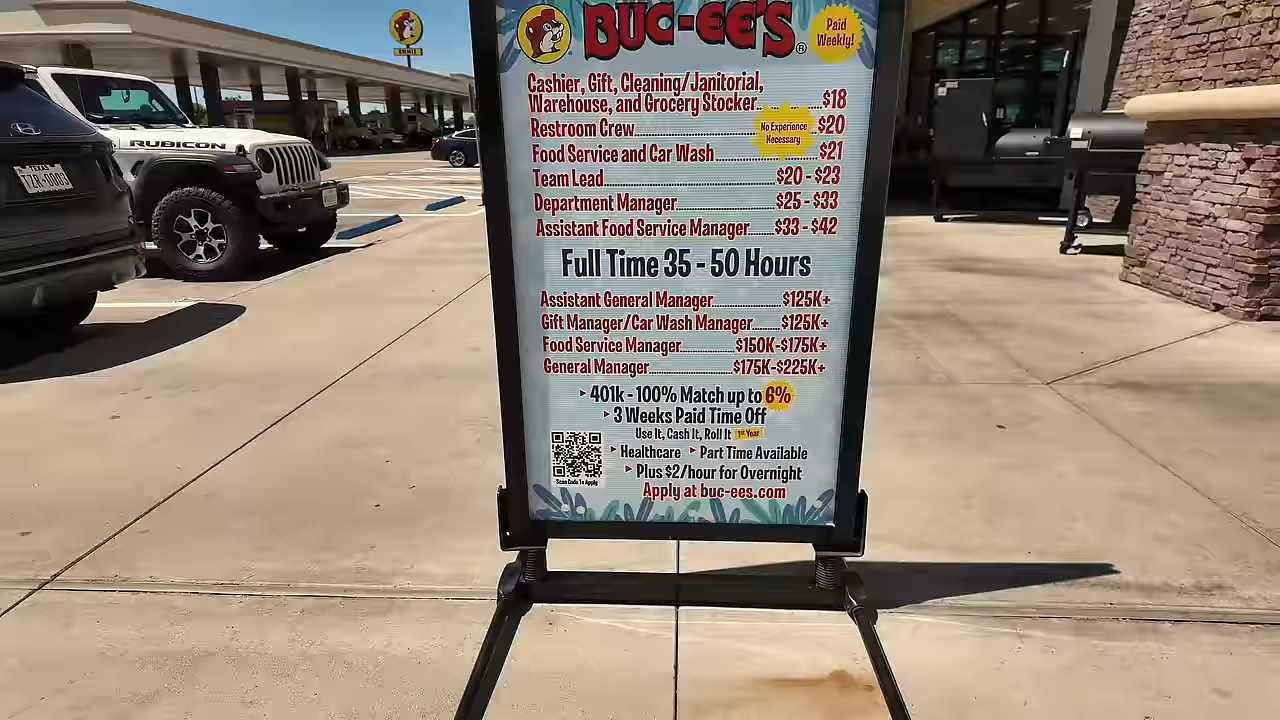 BUC-EE'S®
Paid
Weekly!
Cashier, Gift, Cleaning/Janitorial,
Warehouse, and Grocery Stocker $18
Restroom Crew $20
No Experience
Necessary
Food Service and Car Wash $21
Team Lead $20 - $23
Department Manager $25 - $33
Assistant Food Service Manager $33 - $42
Full Time 35 - 50 Hours
Assistant General Manager $125K+
Gift Manager/Car Wash Manager $125K+
Food Service Manager $150K-$175K+
General Manager $175K-$225K+
401k - 100% Match up to 6%
3 Weeks Paid Time Off
Use It, Cash It, Roll It 1st Year
Healthcare Part Time Available
Plus $2/hour for Overnight
Scan Code To Apply
Apply at buc-ees.com
RUBICON